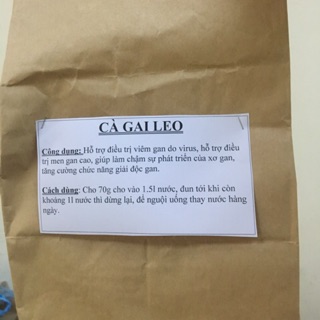 CÀ GAI LEO
Công dụng: Hỗ trợ điều trị viêm gan do virus, hỗ trợ điều
trị men gan cao, giúp làm chậm sự phát triển của xơ gan,
tăng cường chức năng giải độc gan.
Cách dùng: Cho 70g cho vào 1.5l nước, đun tới khi còn
khoảng 1l nước thì dừng lại, để nguội uống thay nước hàng
ngày.